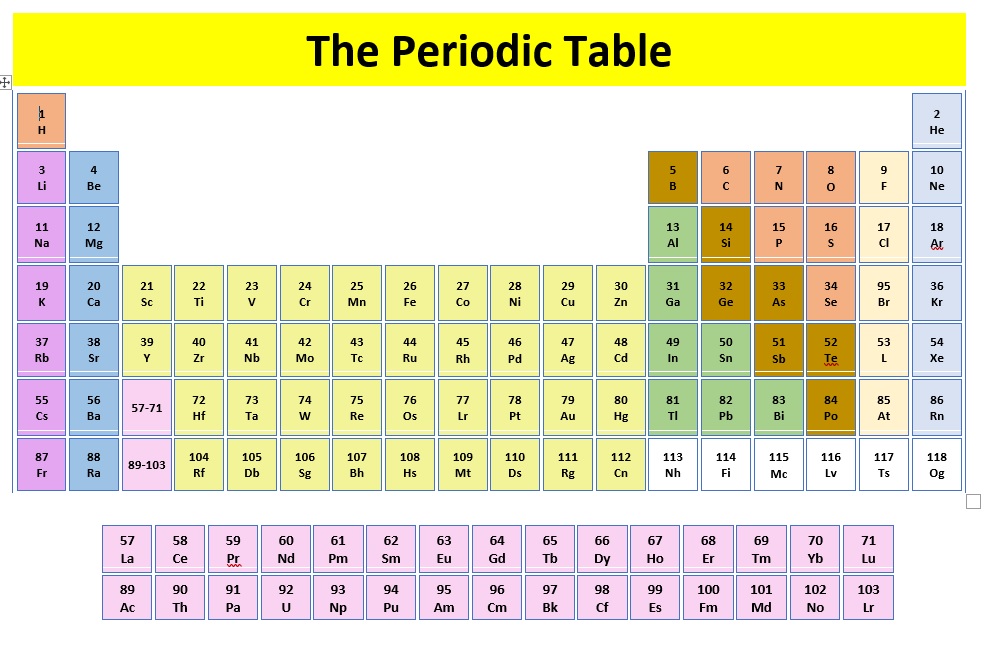 The Periodic Table
1 2
H He
3 4 5 6 7 8 9 10
Li Be B C N O F Ne
11 12 13 14 15 16 17 18
Na Mg Al Si P S Cl Ar
19 20 21 22 23 24 25 26 27 28 29 30 31 32 33 34 95 36
K Ca Sc Ti V Cr Mn Fe Co Ni Cu Zn Ga Ge As Se Br Kr
37 38 39 40 41 42 43 44 45 46 47 48 49 50 51 52 53 54
Rb Sr Y Zr Nb Mo Tc Ru Rh Pd Ag Cd In Sn Sb Te L Xe
55 56 57-71 72 73 74 75 76 77 78 79 80 81 82 83 84 85 86
Cs Ba Hf Ta W Re Os Lr Pt Au Hg Tl Pb Bi Po At Rn
87 88 89-103 104 105 106 107 108 109 110 111 112 113 114 115 116 117 118
Fr Ra Rf Db Sg Bh Hs Mt Ds Rg Cn Nh Fi Mc Lv Ts Og
57 58 59 60 61 62 63 64 65 66 67 68 69 70 71
La Ce Pr Nd Pm Sm Eu Gd Tb Dy Ho Er Tm Yb Lu
89 90 91 92 93 94 95 96 97 98 99 100 101 102 103
Ac Th Pa U Np Pu Am Cm Bk Cf Es Fm Md No Lr